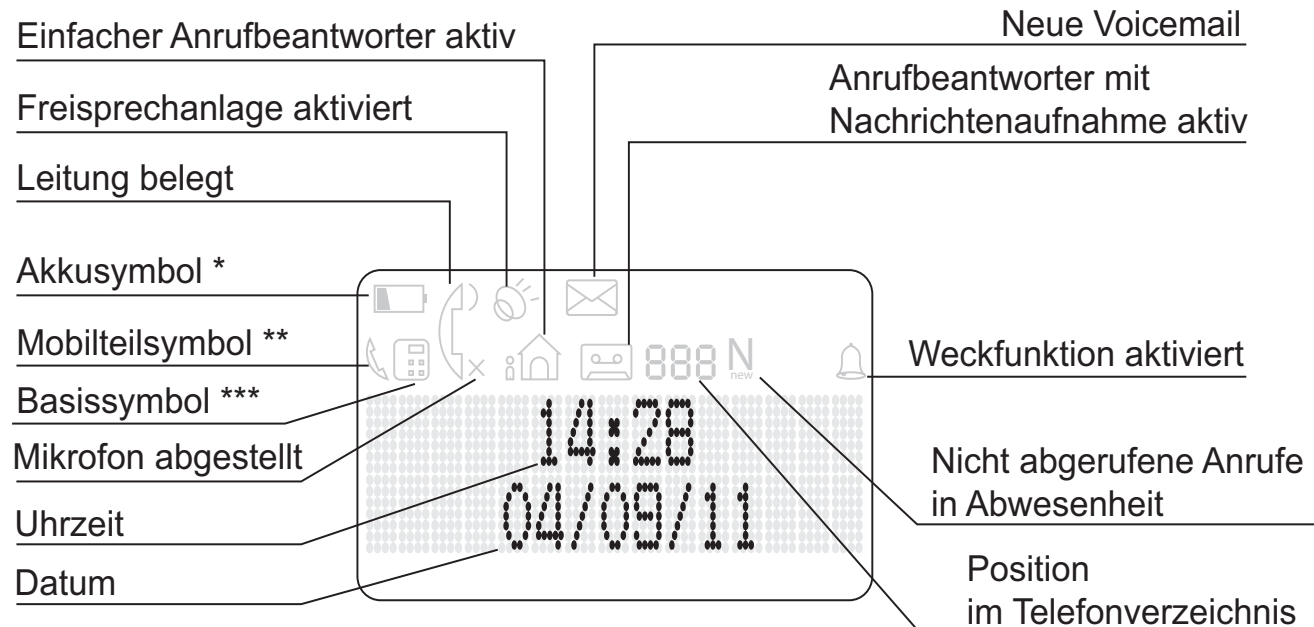 Einfacher Anrufbeantworter aktiv
Freisprechanlage aktiviert
Leitung belegt
Akkusymbol *
Mobilteilsymbol **
Basissymbol ***
Mikrofon abgestellt
Uhrzeit
Datum
Neue Voicemail
Anrufbeantworter mit
Nachrichtenaufnahme aktiv
888 N
new
14:28
04/09/11
Weckfunktion aktiviert
Nicht abgerufene Anrufe
in Abwesenheit
Position
im Telefonverzeichnis